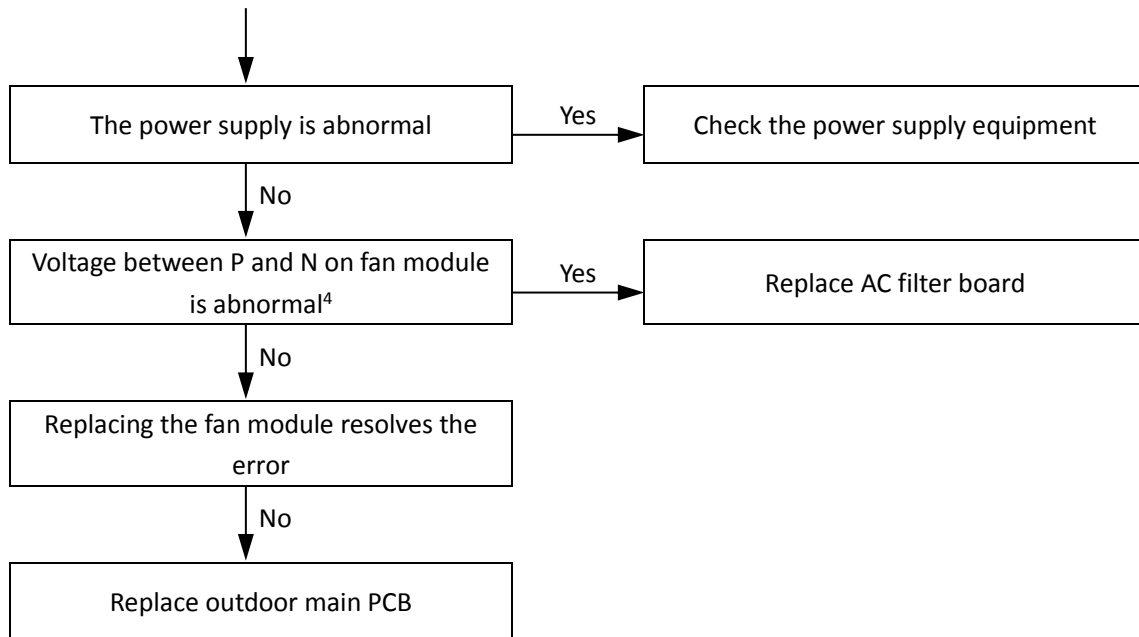 The power supply is abnormal
Yes
Check the power supply equipment
No
Voltage between P and N on fan module
is abnormal⁴
Yes
Replace AC filter board
No
Replacing the fan module resolves the
error
No
Replace outdoor main PCB